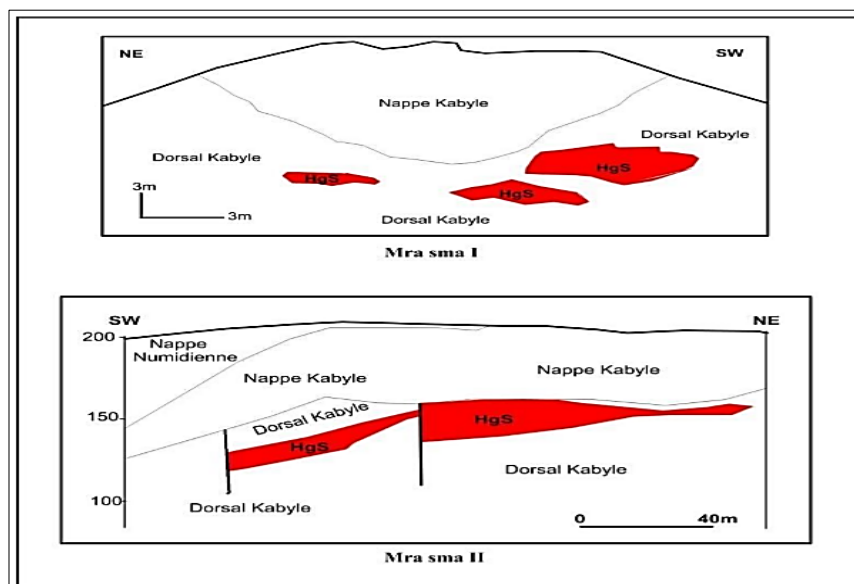 NE
SW
Nappe Kabyle
Dorsal Kabyle
Dorsal Kabyle
HgS
HgS
HgS
3m
3m
Dorsal Kabyle
Mra sma I
SW
NE
200
Nappe
Numidienne
Nappe Kabyle
Nappe Kabyle
150
Dorsal Kabyle
HgS
HgS
Dorsal Kabyle
100
Dorsal Kabyle
0
40m
Mra sma II